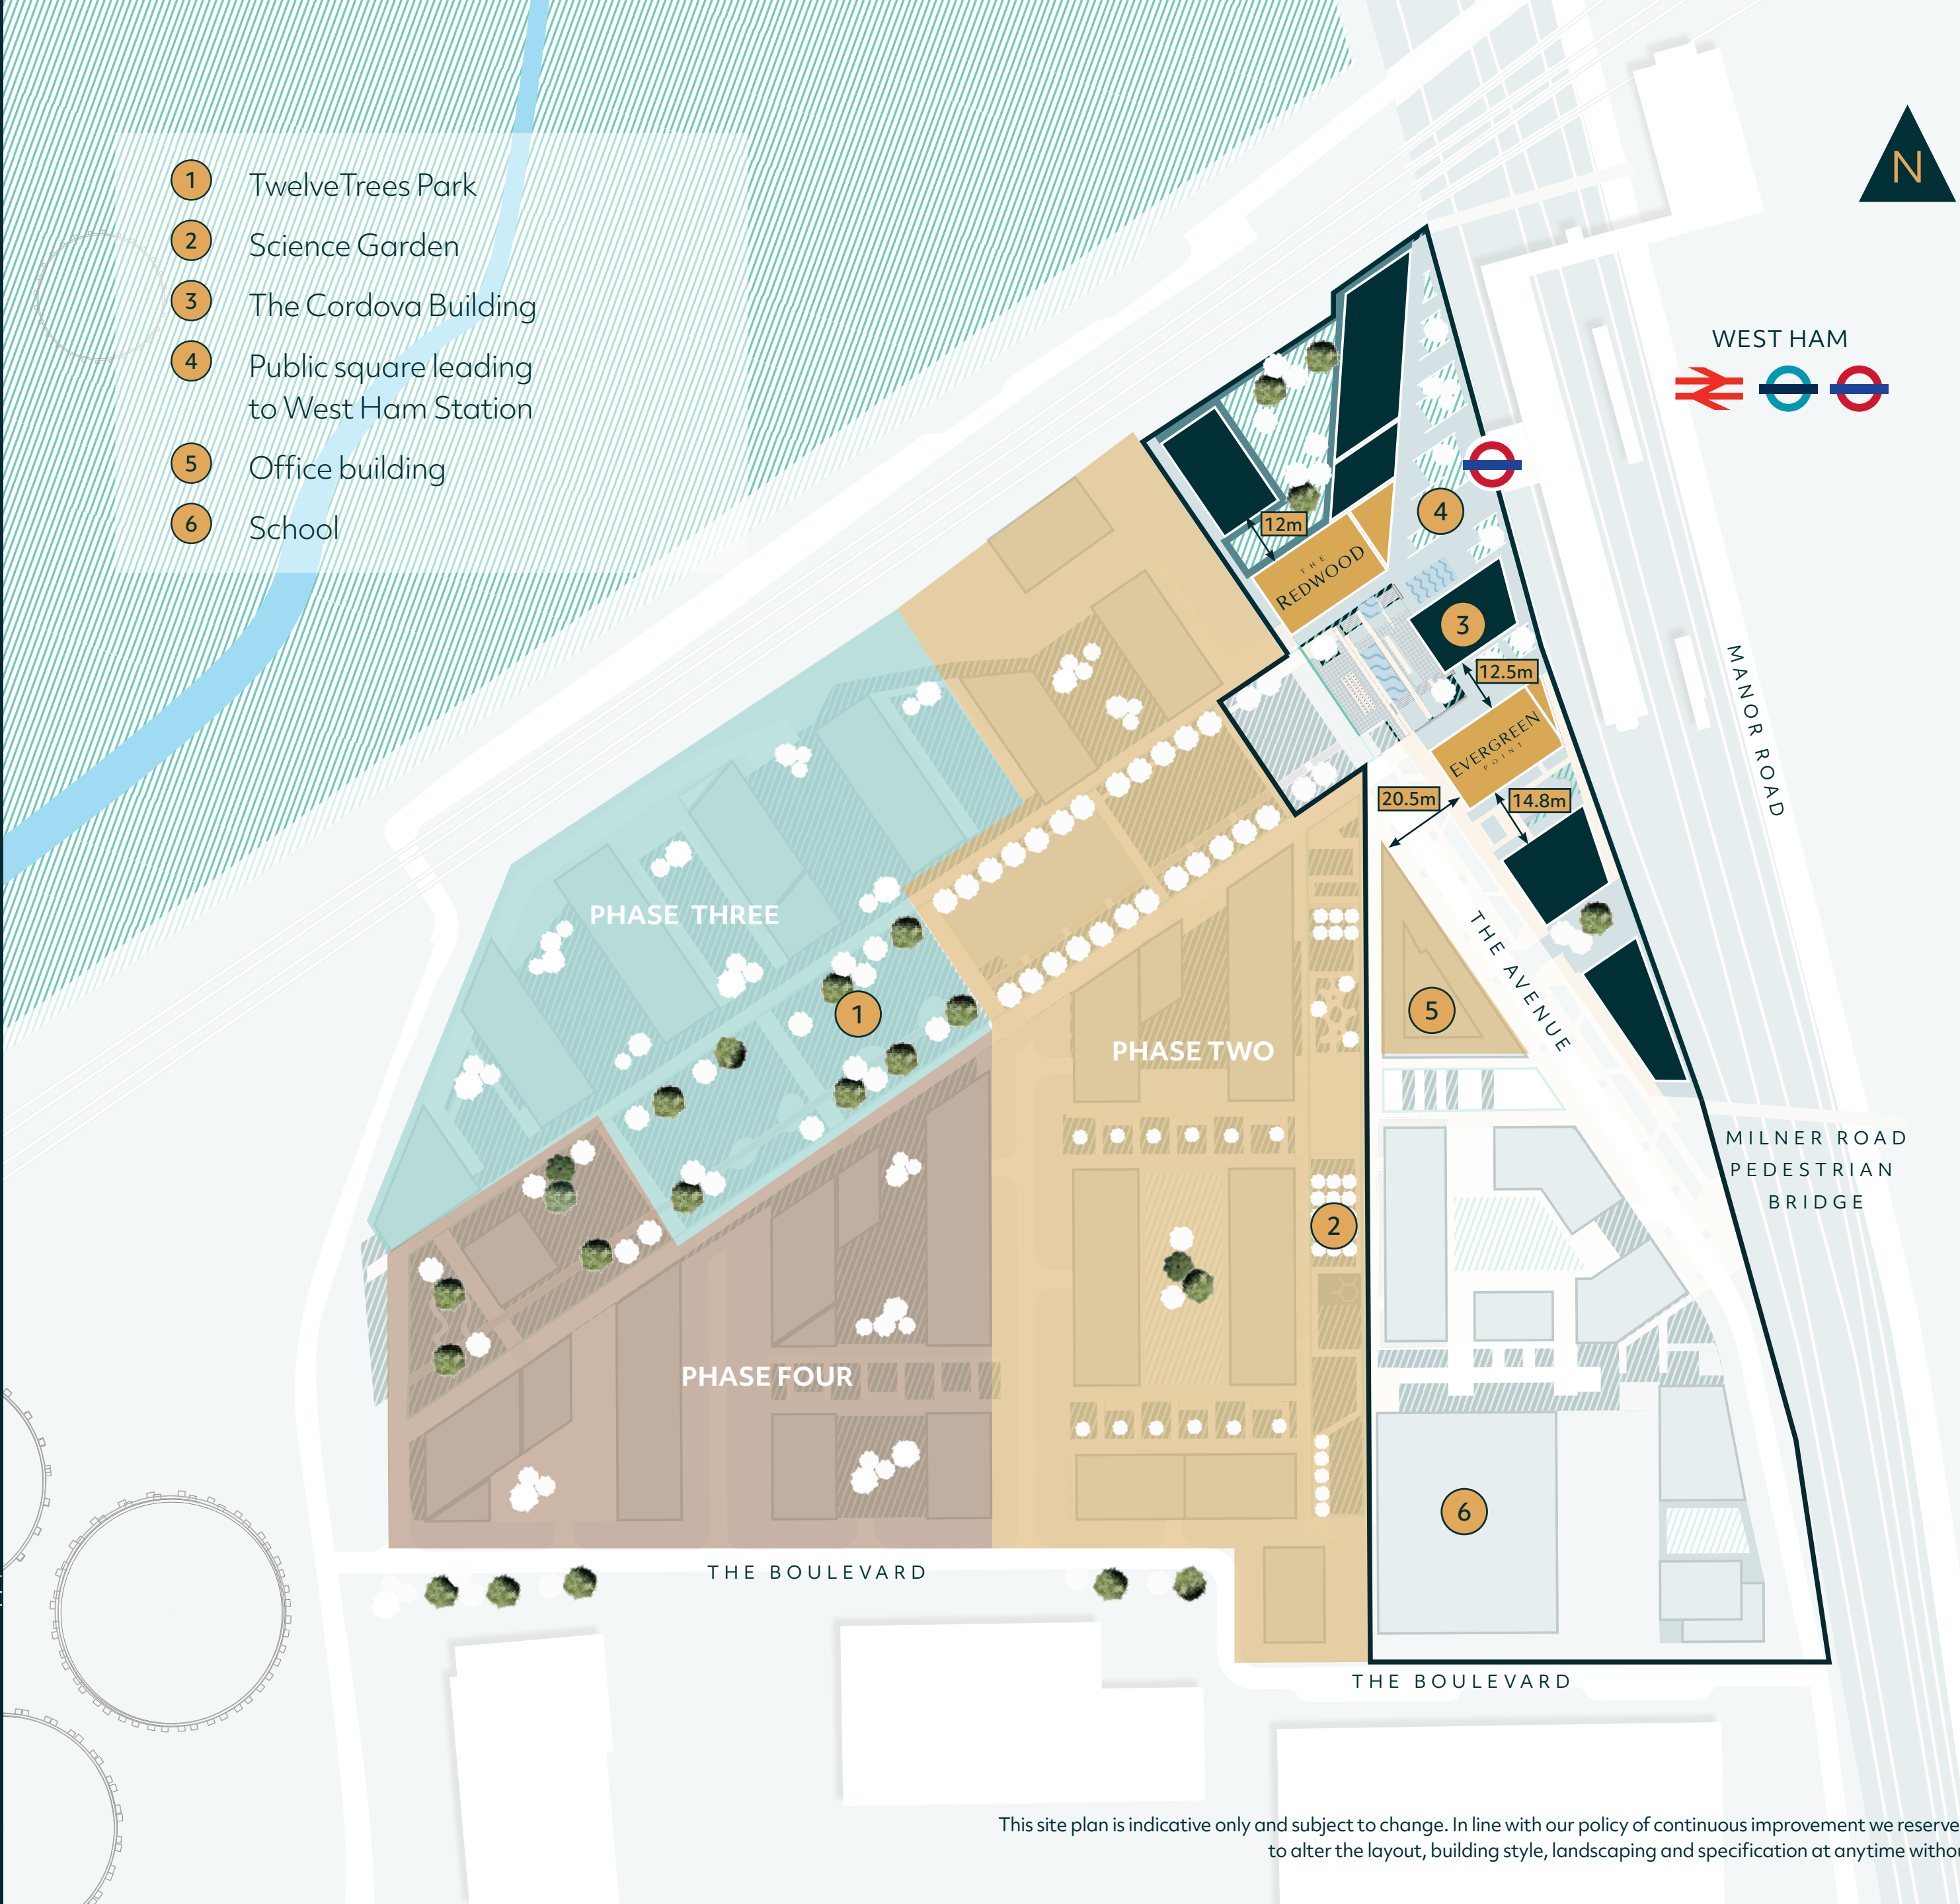 1 TwelveTrees Park
2 Science Garden
3 The Cordova Building
4 Public square leading
to West Ham Station
5 Office building
6 School
N
WEST HAM
MANOR ROAD
4
12m
THE
REDWOOD
3
12.5m
EVERGREEN
POINT
20.5m
14.8m
THE AVENUE
PHASE THREE
1
5
PHASE TWO
MILNER ROAD
PEDESTRIAN
BRIDGE
2
PHASE FOUR
6
THE BOULEVARD
THE BOULEVARD
This site plan is indicative only and subject to change. In line with our policy of continuous improvement we reserve
to alter the layout, building style, landscaping and specification at anytime